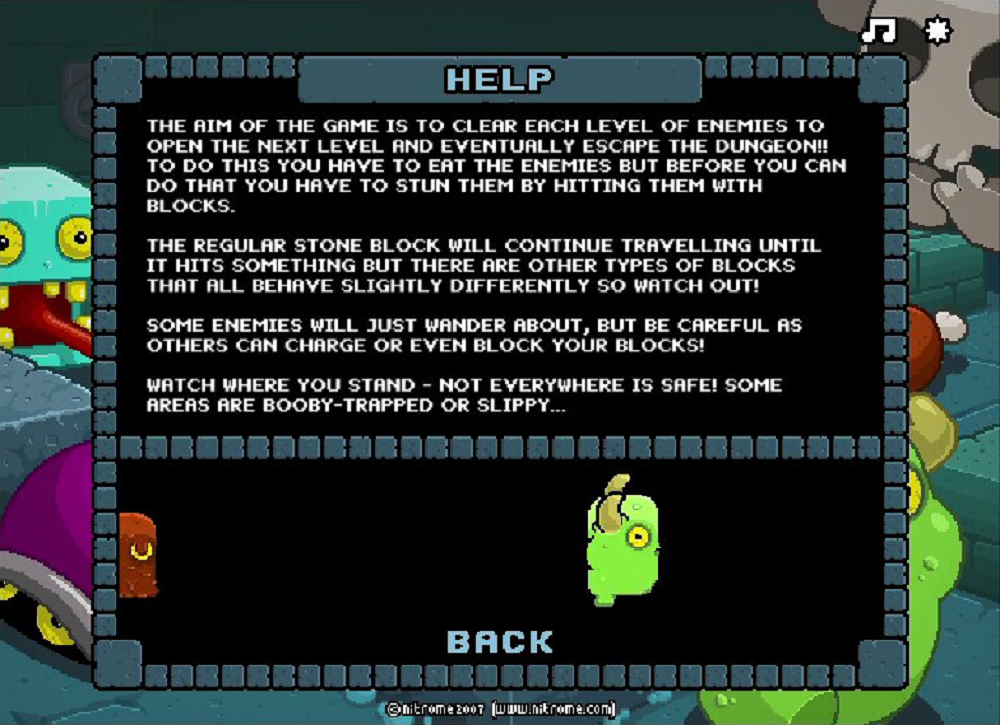 HELP
THE AIM OF THE GAME IS TO CLEAR EACH LEVEL OF ENEMIES TO
OPEN THE NEXT LEVEL AND EVENTUALLY ESCAPE THE DUNGEON!!
TO DO THIS YOU HAVE TO EAT THE ENEMIES BUT BEFORE YOU CAN
DO THAT YOU HAVE TO STUN THEM BY HITTING THEM WITH
BLOCKS.
THE REGULAR STONE BLOCK WILL CONTINUE TRAVELLING UNTIL
IT HITS SOMETHING BUT THERE ARE OTHER TYPES OF BLOCKS
THAT ALL BEHAVE SLIGHTLY DIFFERENTLY SO WATCH OUT!
SOME ENEMIES WILL JUST WANDER ABOUT, BUT BE CAREFUL AS
OTHERS CAN CHARGE OR EVEN BLOCK YOUR BLOCKS!
WATCH WHERE YOU STAND - NOT EVERYWHERE IS SAFE! SOME
AREAS ARE BOOBY-TRAPPED OR SLIPPY...
BACK
©nitrome2007 [www.nitrome.com]